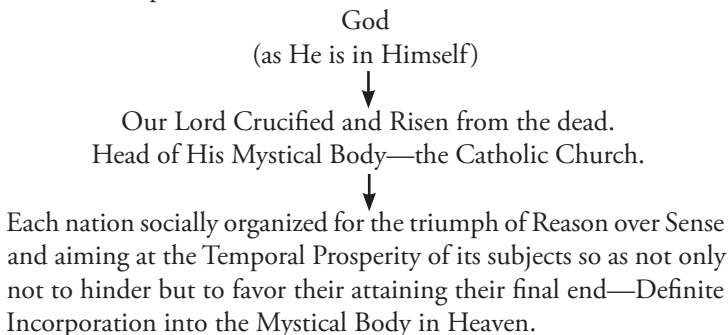 God
(as He is in Himself)
Our Lord Crucified and Risen from the dead.
Head of His Mystical Body—the Catholic Church.
Each nation socially organized for the triumph of Reason over Sense
and aiming at the Temporal Prosperity of its subjects so as not only
not to hinder but to favor their attaining their final end—Definite
Incorporation into the Mystical Body in Heaven.